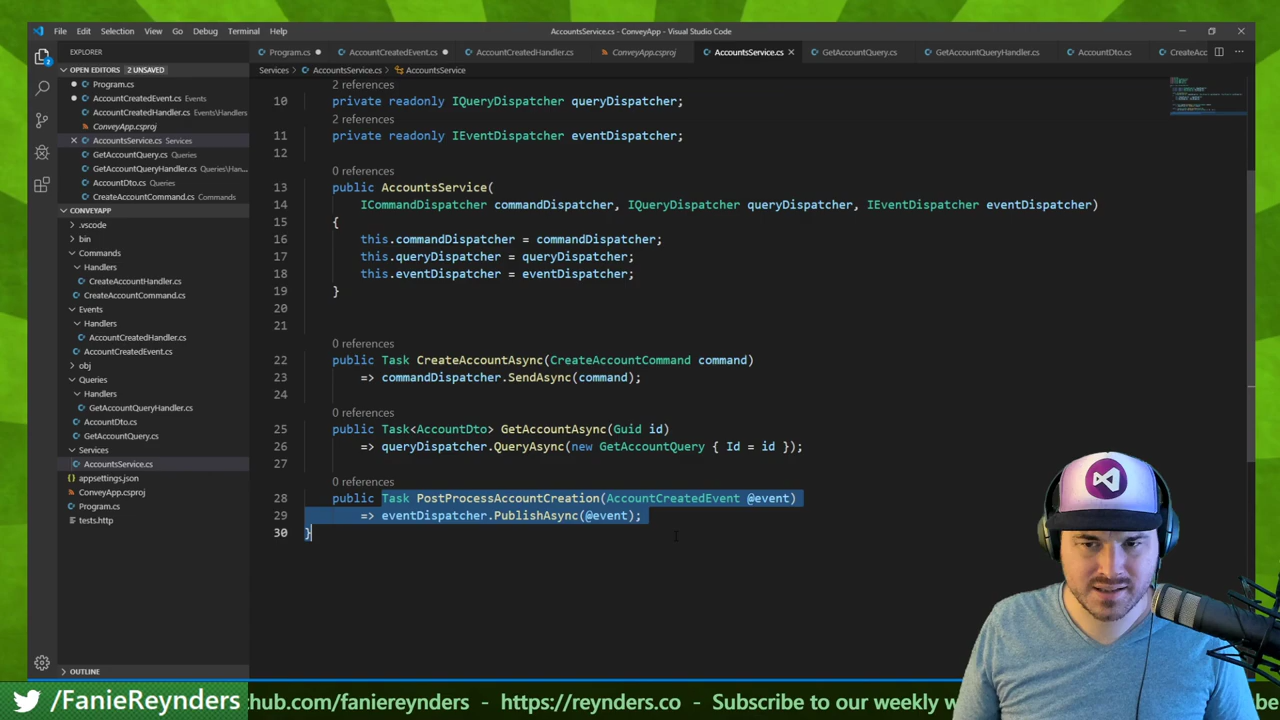 File Edit Selection View Go Debug Terminal Help
AccountsService.cs - ConveyApp - Visual Studio Code
EXPLORER
Program.cs
AccountCreatedEvent.cs
AccountCreatedHandler.cs
ConveyApp.csproj
AccountsService.cs
GetAccountQuery.cs
GetAccountQueryHandler.cs
AccountDto.cs
CreateAcc
OPEN EDITORS 2 UNSAVED
Program.cs
AccountCreatedEvent.cs Events
AccountCreatedHandler.cs Events\Handlers
ConveyApp.csproj
AccountsService.cs Services
GetAccountQuery.cs Queries
GetAccountQueryHandler.cs Queries\Han...
AccountDto.cs Queries
CreateAccountCommand.cs Commands
CONVEYAPP
.vscode
bin
Commands
Handlers
CreateAccountHandler.cs
CreateAccountCommand.cs
Events
Handlers
AccountCreatedHandler.cs
AccountCreatedEvent.cs
obj
Queries
Handlers
GetAccountQueryHandler.cs
AccountDto.cs
GetAccountQuery.cs
Services
AccountsService.cs
appsettings.json
ConveyApp.csproj
Program.cs
tests.http
OUTLINE
Services > AccountsService.cs > AccountsService
2 references
10 private readonly IQueryDispatcher queryDispatcher;
2 references
11 private readonly IEventDispatcher eventDispatcher;
12
0 references
13 public AccountsService(
14 ICommandDispatcher commandDispatcher, IQueryDispatcher queryDispatcher, IEventDispatcher eventDispatcher)
15 {
16 this.commandDispatcher = commandDispatcher;
17 this.queryDispatcher = queryDispatcher;
18 this.eventDispatcher = eventDispatcher;
19 }
20
21
0 references
22 public Task CreateAccountAsync(CreateAccountCommand command)
23 => commandDispatcher.SendAsync(command);
24
0 references
25 public Task<AccountDto> GetAccountAsync(Guid id)
26 => queryDispatcher.QueryAsync(new GetAccountQuery { Id = id });
27
0 references
28 public Task PostProcessAccountCreation(AccountCreatedEvent @event)
29 => eventDispatcher.PublishAsync(@event);
30 }
/FanieReynders hub.com/faniereynders - https://reynders.co - Subscribe to our weekly w